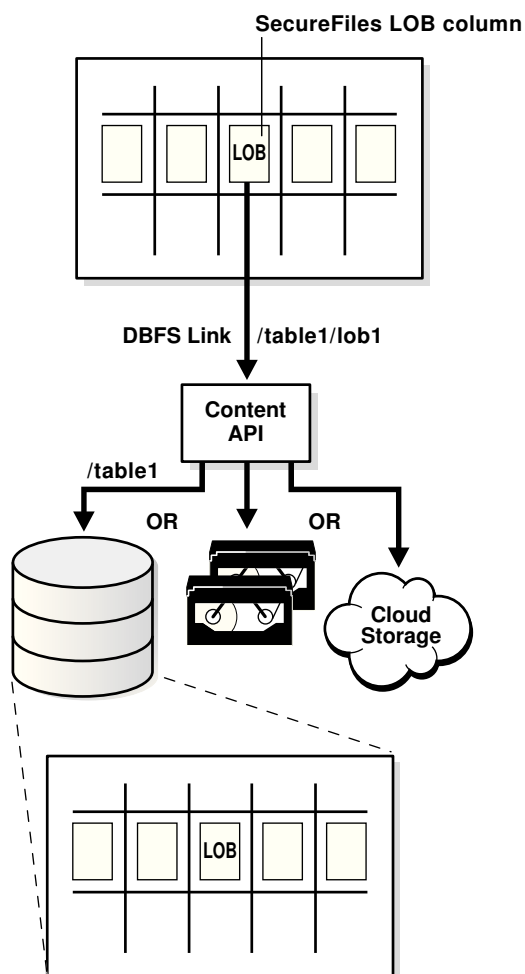 SecureFiles LOB column
LOB
DBFS Link /table1/lob1
Content
API
/table1
OR OR
Cloud
Storage
LOB